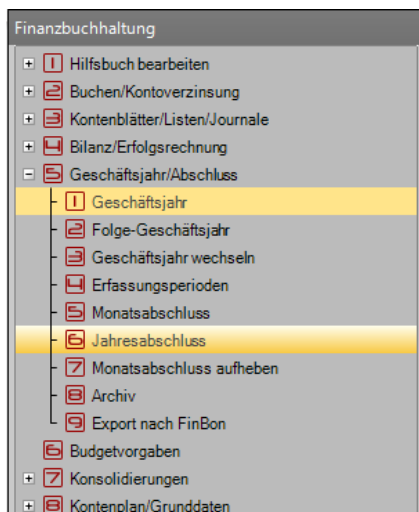 Finanzbuchhaltung
1 Hilfsbuch bearbeiten
2 Buchen/Kontoverzinsung
3 Kontenblätter/Listen/Journale
4 Bilanz/Erfolgsrechnung
5 Geschäftsjahr/Abschluss
1 Geschäftsjahr
2 Folge-Geschäftsjahr
3 Geschäftsjahr wechseln
4 Erfassungsperioden
5 Monatsabschluss
6 Jahresabschluss
7 Monatsabschluss aufheben
8 Archiv
9 Export nach FinBon
6 Budgetvorgaben
7 Konsolidierungen
8 Kontenplan/Grunddaten